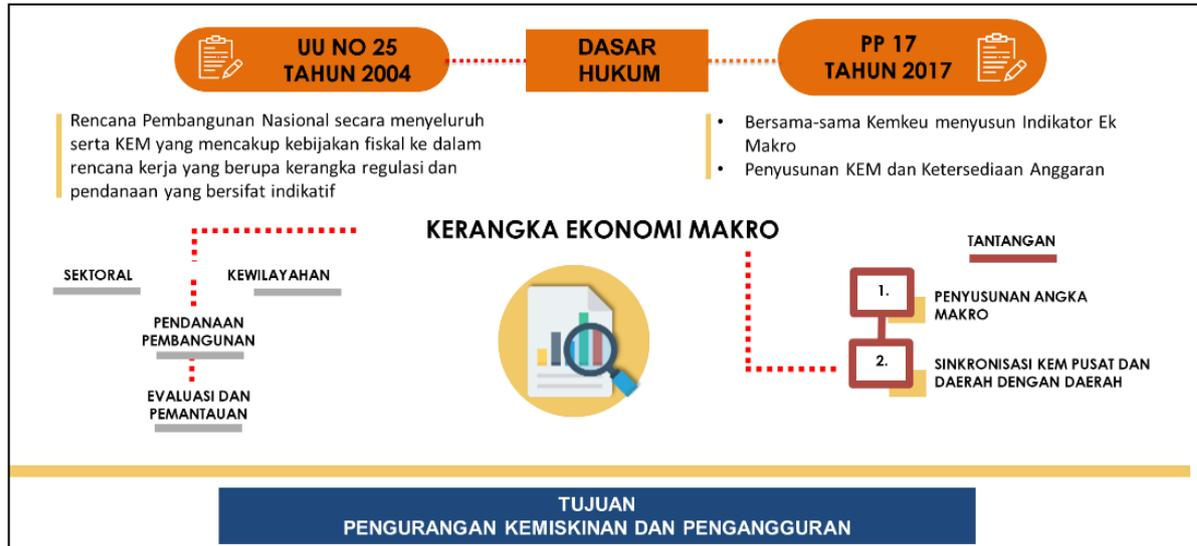 UU NO 25
TAHUN 2004
DASAR
HUKUM
PP 17
TAHUN 2017
Rencana Pembangunan Nasional secara menyeluruh
serta KEM yang mencakup kebijakan fiskal ke dalam
rencana kerja yang berupa kerangka regulasi dan
pendanaan yang bersifat indikatif
• Bersama-sama Kemkeu menyusun Indikator Ek
Makro
• Penyusunan KEM dan Ketersediaan Anggaran
KERANGKA EKONOMI MAKRO
SEKTORAL
KEWILAYAHAN
PENDANAAN
PEMBANGUNAN
EVALUASI DAN
PEMANTAUAN
TANTANGAN
1.
PENYUSUNAN ANGKA
MAKRO
2.
SINKRONISASI KEM PUSAT DAN
DAERAH DENGAN DAERAH
TUJUAN
PENGURANGAN KEMISKINAN DAN PENGANGGURAN